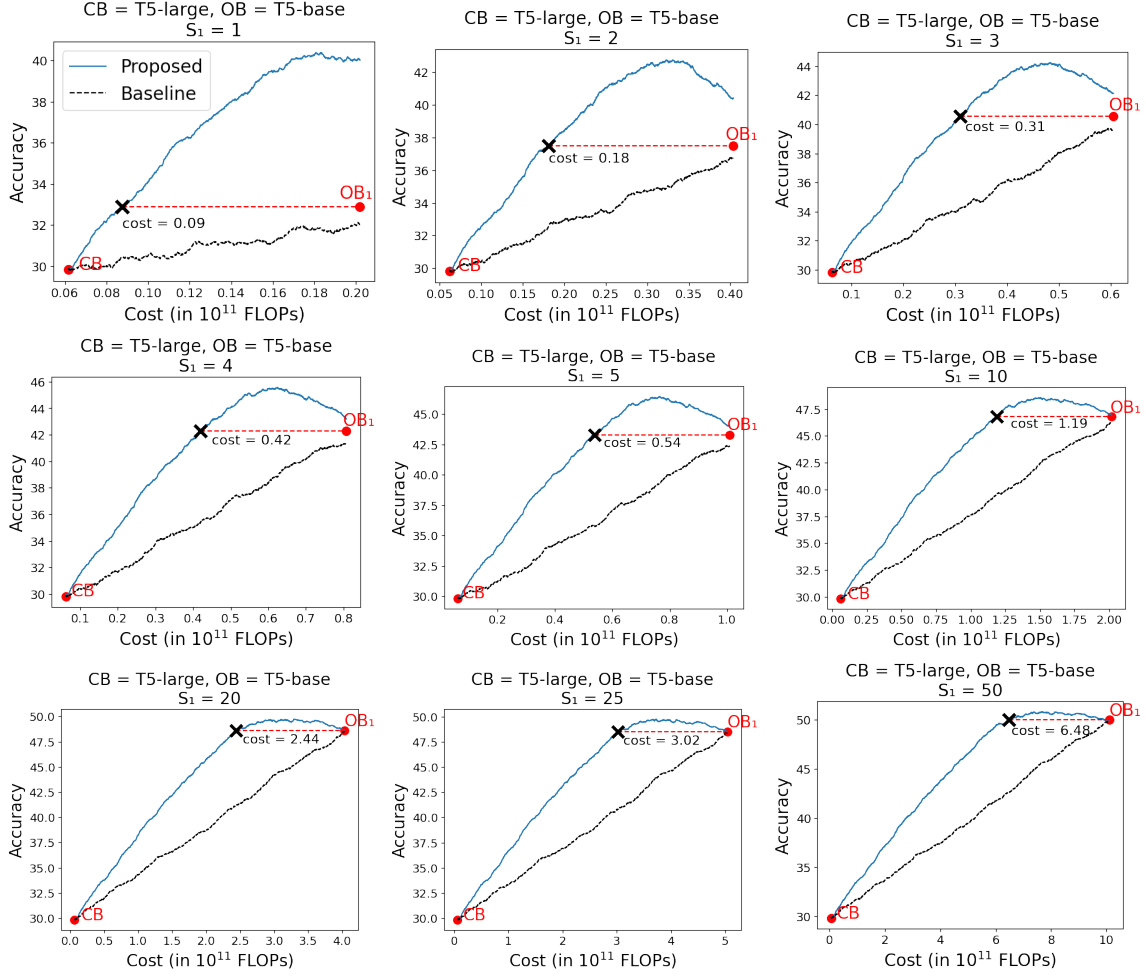 CB = T5-large, OB = T5-base
S₁ = 1
Accuracy
40
38
36
34
32
30
Proposed
Baseline
OB₁
cost = 0.09
CB
0.06 0.08 0.10 0.12 0.14 0.16 0.18 0.20
Cost (in 10¹¹ FLOPs)
CB = T5-large, OB = T5-base
S₁ = 2
Accuracy
42
40
38
36
34
32
30
OB₁
cost = 0.18
CB
0.05 0.10 0.15 0.20 0.25 0.30 0.35 0.40
Cost (in 10¹¹ FLOPs)
CB = T5-large, OB = T5-base
S₁ = 3
Accuracy
44
42
40
38
36
34
32
30
OB₁
cost = 0.31
CB
0.1 0.2 0.3 0.4 0.5 0.6
Cost (in 10¹¹ FLOPs)
CB = T5-large, OB = T5-base
S₁ = 4
Accuracy
46
44
42
40
38
36
34
32
30
OB₁
cost = 0.42
CB
0.1 0.2 0.3 0.4 0.5 0.6 0.7 0.8
Cost (in 10¹¹ FLOPs)
CB = T5-large, OB = T5-base
S₁ = 5
Accuracy
45.0
42.5
40.0
37.5
35.0
32.5
30.0
OB₁
cost = 0.54
CB
0.2 0.4 0.6 0.8 1.0
Cost (in 10¹¹ FLOPs)
CB = T5-large, OB = T5-base
S₁ = 10
Accuracy
47.5
45.0
42.5
40.0
37.5
35.0
32.5
30.0
OB₁
cost = 1.19
CB
0.00 0.25 0.50 0.75 1.00 1.25 1.50 1.75 2.00
Cost (in 10¹¹ FLOPs)
CB = T5-large, OB = T5-base
S₁ = 20
Accuracy
50.0
47.5
45.0
42.5
40.0
37.5
35.0
32.5
30.0
OB₁
cost = 2.44
CB
0.0 0.5 1.0 1.5 2.0 2.5 3.0 3.5 4.0
Cost (in 10¹¹ FLOPs)
CB = T5-large, OB = T5-base
S₁ = 25
Accuracy
50.0
47.5
45.0
42.5
40.0
37.5
35.0
32.5
30.0
OB₁
cost = 3.02
CB
0 1 2 3 4 5
Cost (in 10¹¹ FLOPs)
CB = T5-large, OB = T5-base
S₁ = 50
Accuracy
50
45
40
35
30
OB₁
cost = 6.48
CB
0 2 4 6 8 10
Cost (in 10¹¹ FLOPs)